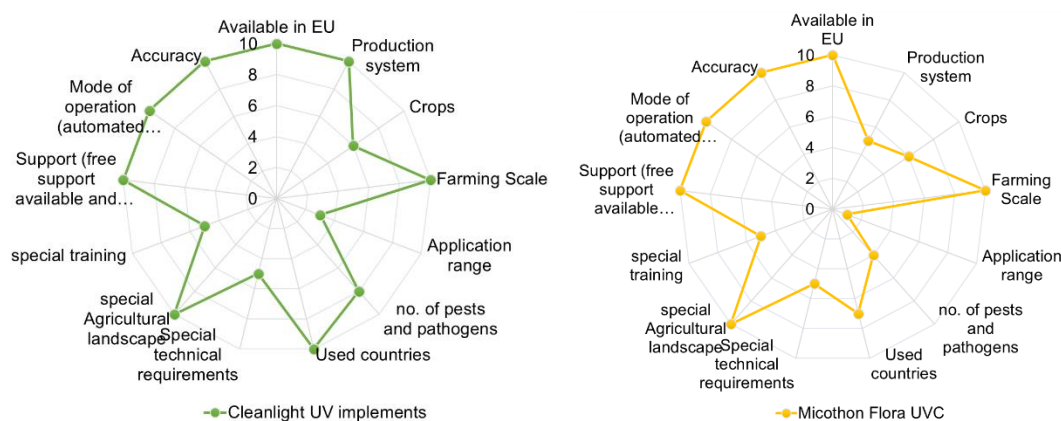 Available in EU
Production
system
Crops
Farming Scale
Application
range
no. of pests
and pathogens
Used countries
Special
technical
requirements
special
Agricultural
landscape
special training
Support (free
support
available and…
Mode of
operation
(automated…
Accuracy
10
8
6
4
2
0
Cleanlight UV implements
Available in
EU
Production
system
Crops
Farming
Scale
Application
range
no. of pests
and
pathogens
Used
countries
Special
technical
requirements
special
Agricultural
landscape
special
training
Support (free
support
available…
Mode of
operation
(automated…
Accuracy
10
8
6
4
2
0
Micothon Flora UVC